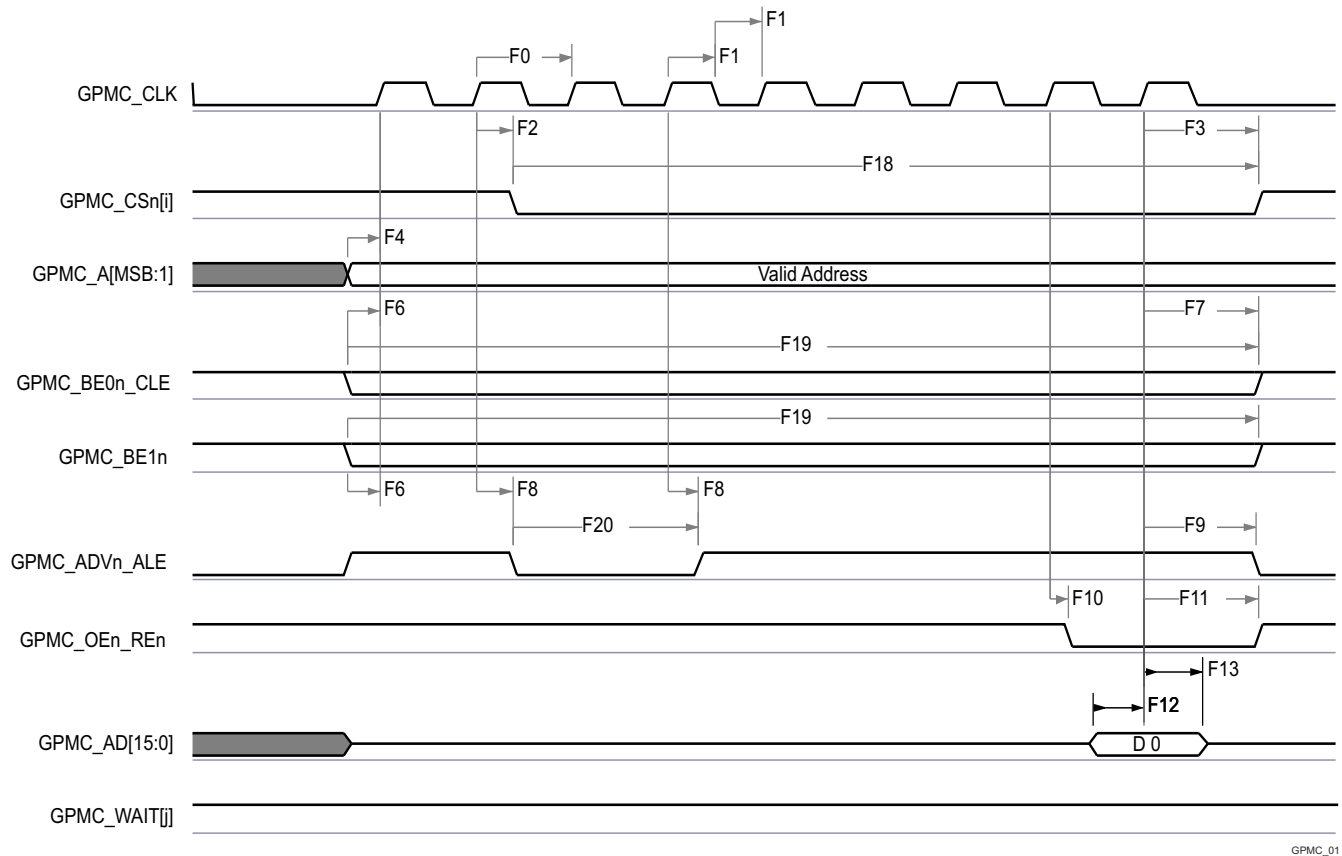 F1
F0 F1
GPMC_CLK
F2 F3
F18
GPMC_CSn[i]
F4
GPMC_A[MSB:1] Valid Address
F6 F7
F19
GPMC_BE0n_CLE
F19
GPMC_BE1n
F6 F8 F8
F20 F9
GPMC_ADVn_ALE
F10 F11
GPMC_OEn_REn
F13
F12
GPMC_AD[15:0] D 0
GPMC_WAIT[j]
GPMC_01